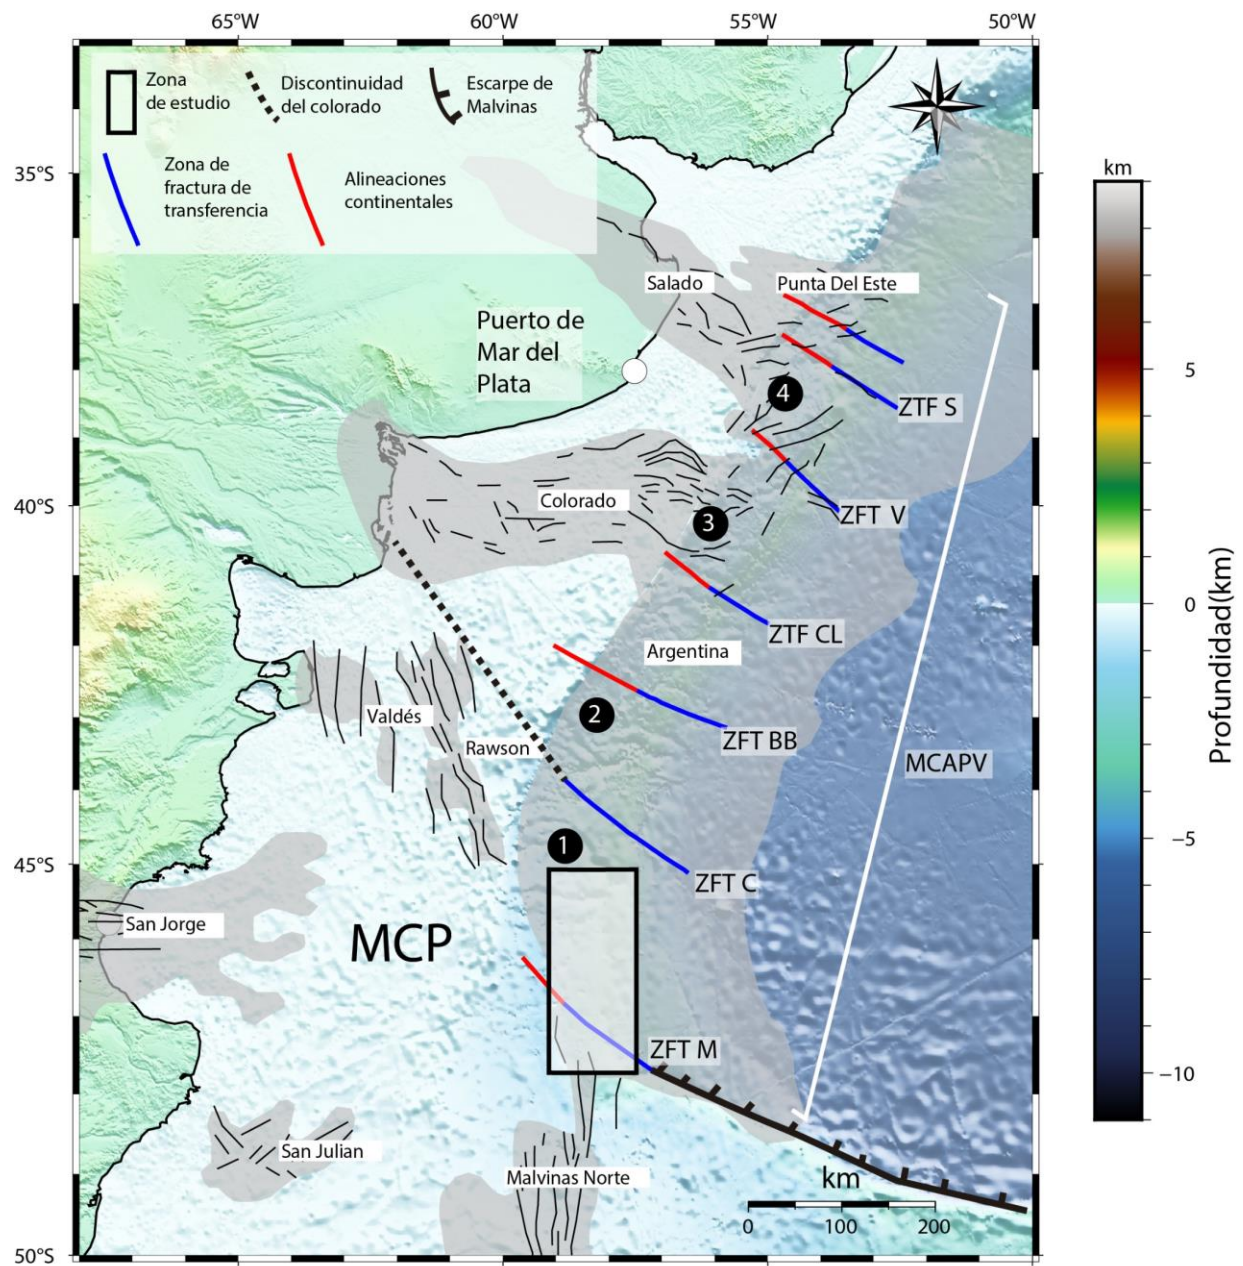 65°W
60°W
55°W
50°W
Zona
de estudio
Discontinuidad
del colorado
Escarpe de
Malvinas
Zona de
fractura de
transferencia
Alineaciones
continentales
35°S
40°S
45°S
50°S
Salado
Punta Del Este
Puerto de
Mar del
Plata
4
ZTF S
Colorado
3
ZFT V
ZTF CL
Argentina
Valdés
2
Rawson
ZFT BB
MCAPV
1
ZFT C
San Jorge
MCP
ZFT M
San Julian
Malvinas Norte
km
0
100
200
km
5
0
−5
−10
Profundidad(km)